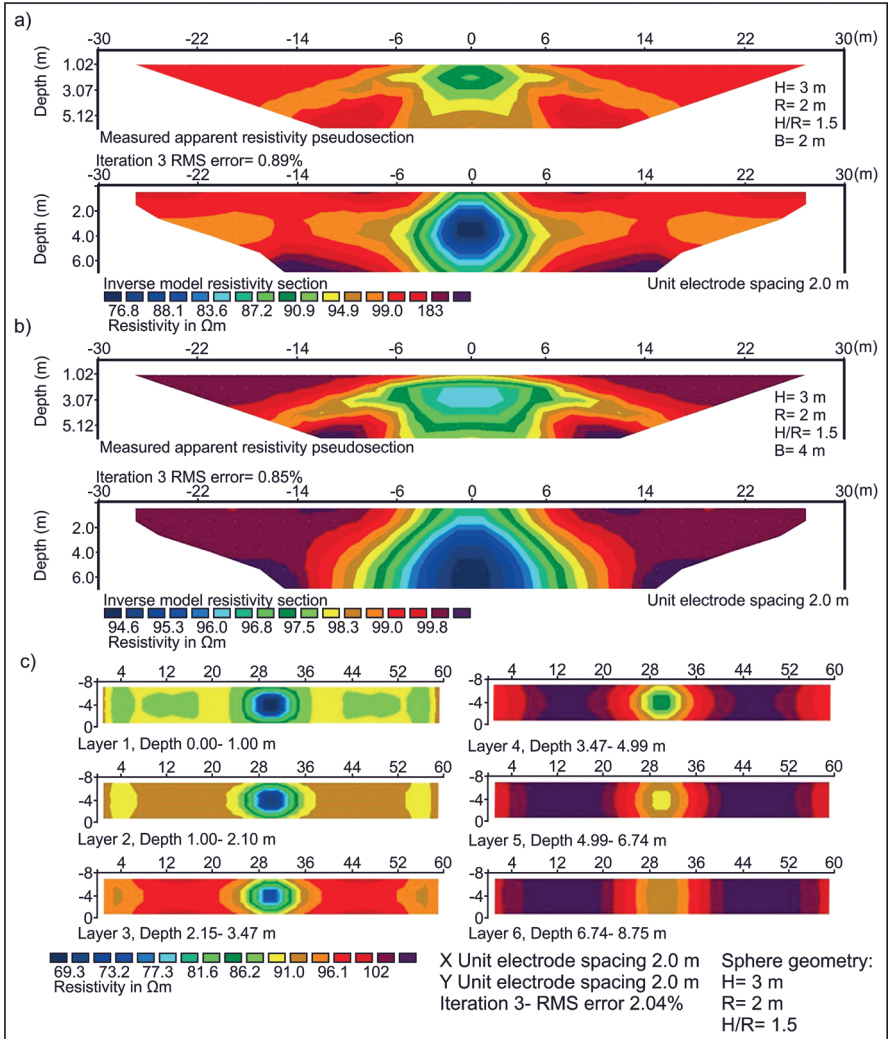 a)
-30 -22 -14 -6 0 6 14 22 30 (m)
Depth (m)
1.02
3.07
5.12
H= 3 m
R= 2 m
H/R= 1.5
B= 2 m
Measured apparent resistivity pseudosection
Iteration 3 RMS error= 0.89%
-30 -22 -14 -6 0 6 14 22 30 (m)
Depth (m)
2.0
4.0
6.0
Inverse model resistivity section
Unit electrode spacing 2.0 m
76.8 88.1 83.6 87.2 90.9 94.9 99.0 183
Resistivity in Ωm
b)
-30 -22 -14 -6 0 6 14 22 30 (m)
Depth (m)
1.02
3.07
5.12
H= 3 m
R= 2 m
H/R= 1.5
B= 4 m
Measured apparent resistivity pseudosection
Iteration 3 RMS error= 0.85%
-30 -22 -14 -6 0 6 14 22 30 (m)
Depth (m)
2.0
4.0
6.0
Inverse model resistivity section
Unit electrode spacing 2.0 m
94.6 95.3 96.0 96.8 97.5 98.3 99.0 99.8
Resistivity in Ωm
c)
4 12 20 28 36 44 52 60
-8
-4
0
Layer 1, Depth 0.00- 1.00 m
4 12 20 28 36 44 52 60
-8
-4
0
Layer 2, Depth 1.00- 2.10 m
4 12 20 28 36 44 52 60
-8
-4
0
Layer 3, Depth 2.15- 3.47 m
4 12 20 28 36 44 52 60
-8
-4
0
Layer 4, Depth 3.47- 4.99 m
4 12 20 28 36 44 52 60
-8
-4
0
Layer 5, Depth 4.99- 6.74 m
4 12 20 28 36 44 52 60
-8
-4
0
Layer 6, Depth 6.74- 8.75 m
69.3 73.2 77.3 81.6 86.2 91.0 96.1 102
Resistivity in Ωm
X Unit electrode spacing 2.0 m
Y Unit electrode spacing 2.0 m
Iteration 3- RMS error 2.04%
Sphere geometry:
H= 3 m
R= 2 m
H/R= 1.5